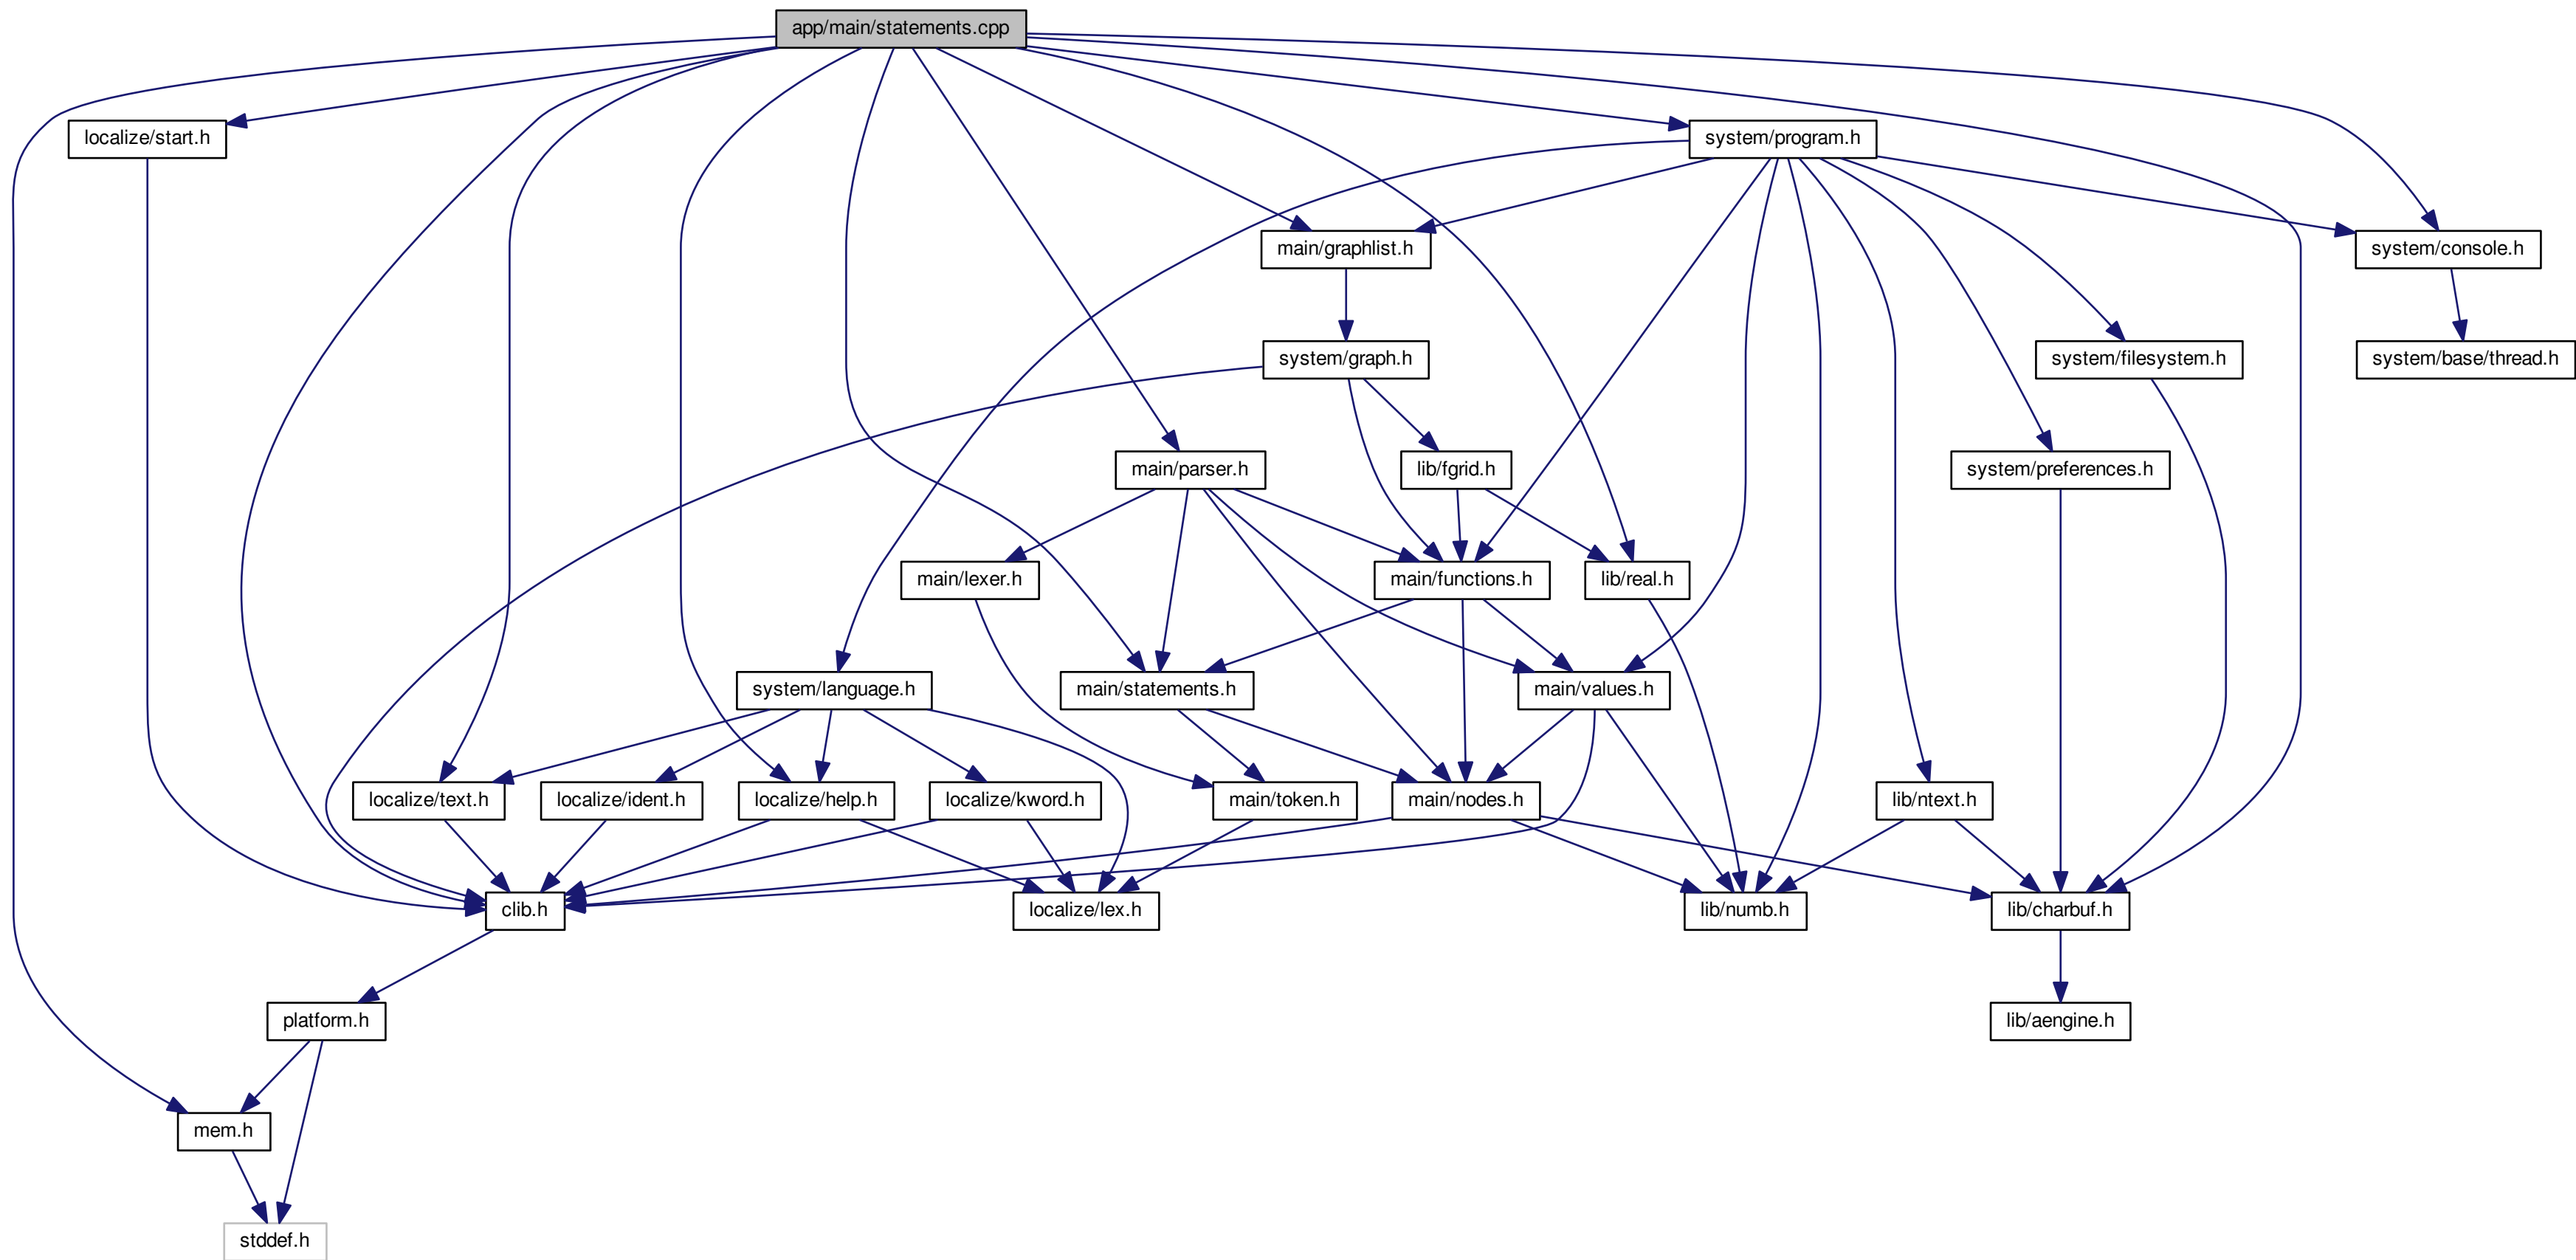 app/main/statements.cpp
localize/start.h
system/program.h
main/graphlist.h
system/console.h
system/graph.h
system/filesystem.h
system/base/thread.h
main/parser.h
lib/fgrid.h
system/preferences.h
main/lexer.h
main/functions.h
lib/real.h
system/language.h
main/statements.h
main/values.h
localize/text.h
localize/ident.h
localize/help.h
localize/kword.h
main/token.h
main/nodes.h
lib/ntext.h
clib.h
localize/lex.h
lib/numb.h
lib/charbuf.h
platform.h
lib/aengine.h
mem.h
stddef.h